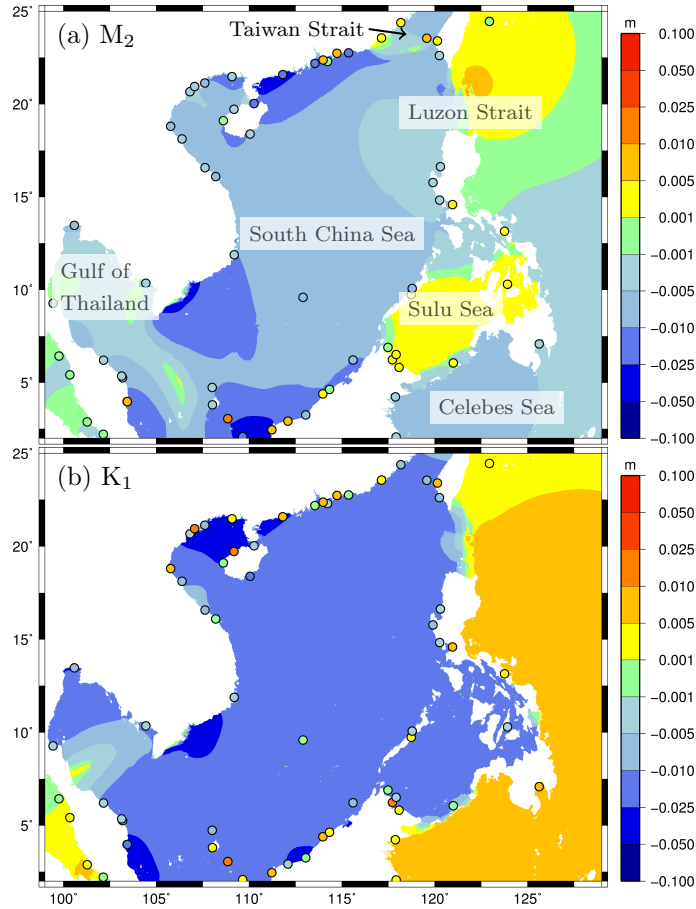 m
(a) M₂
Taiwan Strait
Luzon Strait
South China Sea
Gulf of
Thailand
Sulu Sea
Celebes Sea
25˚
20˚
15˚
10˚
5˚
0.100
0.050
0.025
0.010
0.005
0.001
−0.001
−0.005
−0.010
−0.025
−0.050
−0.100
m
(b) K₁
25˚
20˚
15˚
10˚
5˚
100˚ 105˚ 110˚ 115˚ 120˚ 125˚
0.100
0.050
0.025
0.010
0.005
0.001
−0.001
−0.005
−0.010
−0.025
−0.050
−0.100